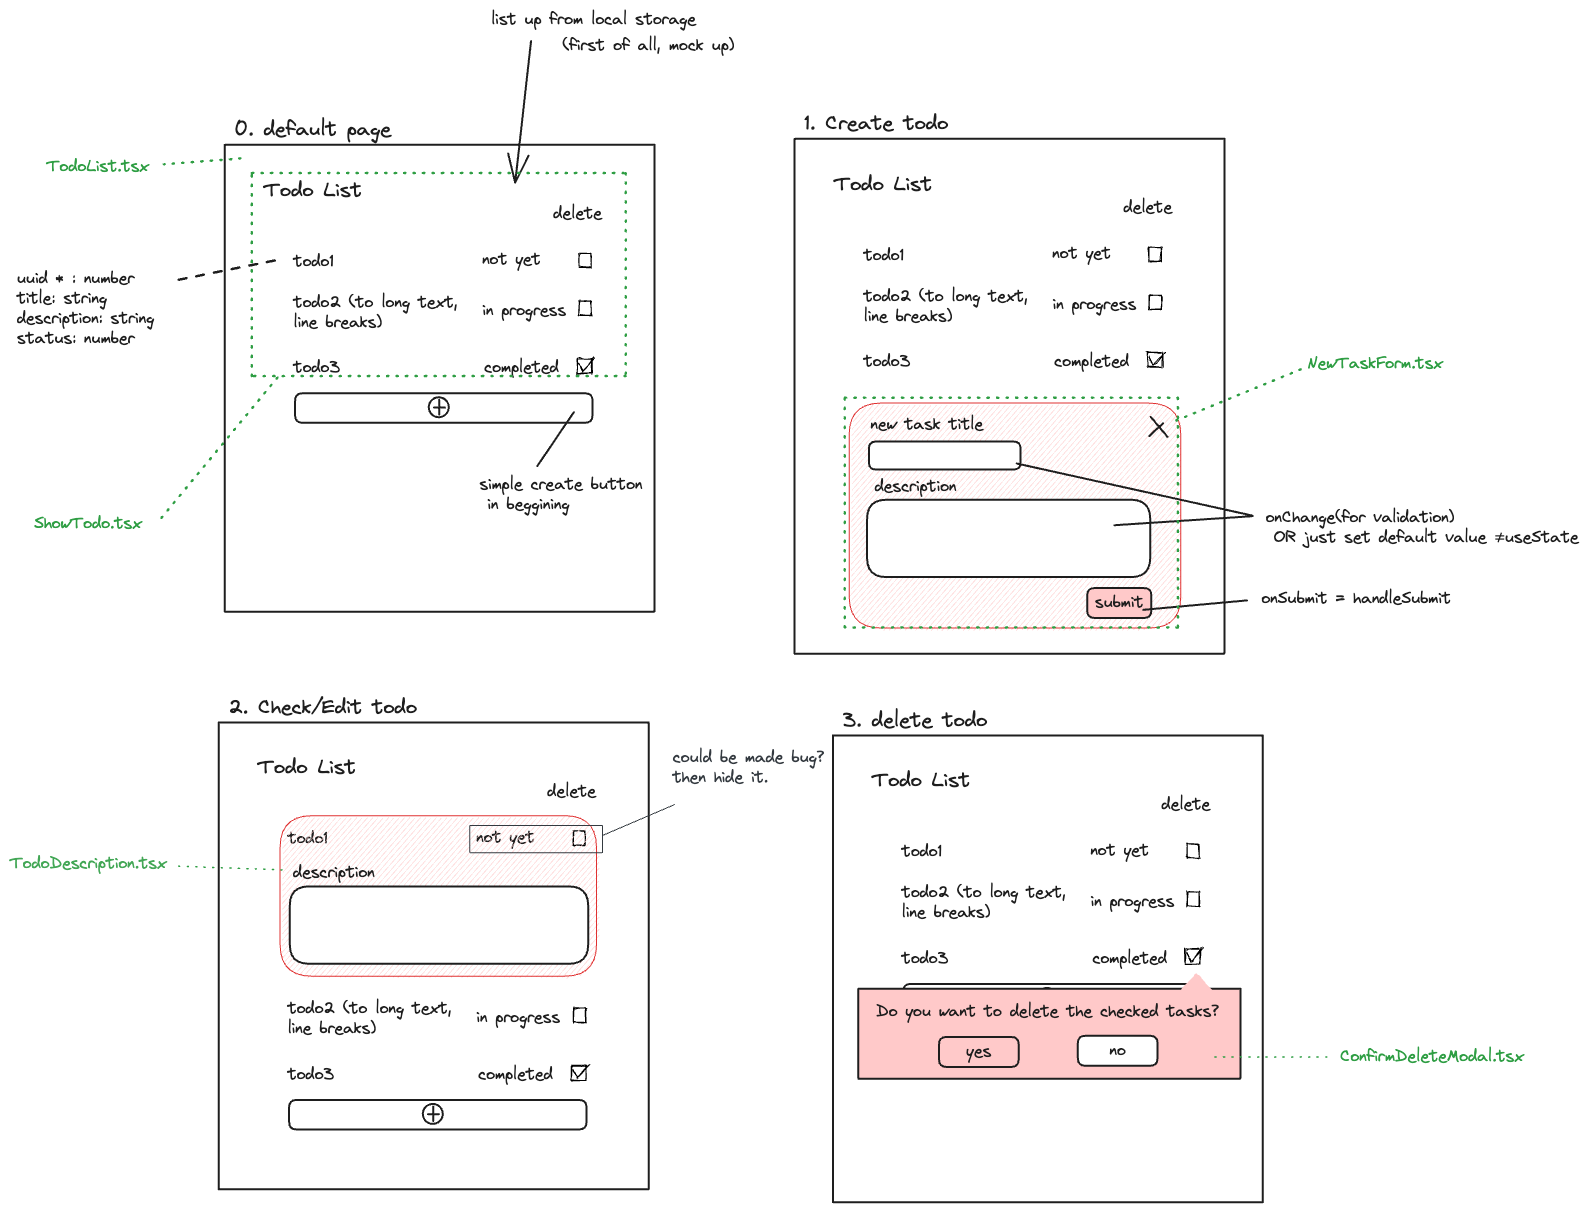 list up from local storage
(first of all, mock up)
0. default page
TodoList.tsx
Todo List
delete
todo1
not yet
uuid * : number
title: string
description: string
status: number
todo2 (to long text,
line breaks)
in progress
todo3
completed
simple create button
in beggining
ShowTodo.tsx
1. Create todo
Todo List
delete
todo1
not yet
todo2 (to long text,
line breaks)
in progress
todo3
completed
NewTaskForm.tsx
new task title
description
onChange(for validation)
OR just set default value ≠useState
submit
onSubmit = handleSubmit
2. Check/Edit todo
Todo List
delete
could be made bug?
then hide it.
todo1
not yet
TodoDescription.tsx
description
todo2 (to long text,
line breaks)
in progress
todo3
completed
3. delete todo
Todo List
delete
todo1
not yet
todo2 (to long text,
line breaks)
in progress
todo3
completed
Do you want to delete the checked tasks?
yes
no
ConfirmDeleteModal.tsx